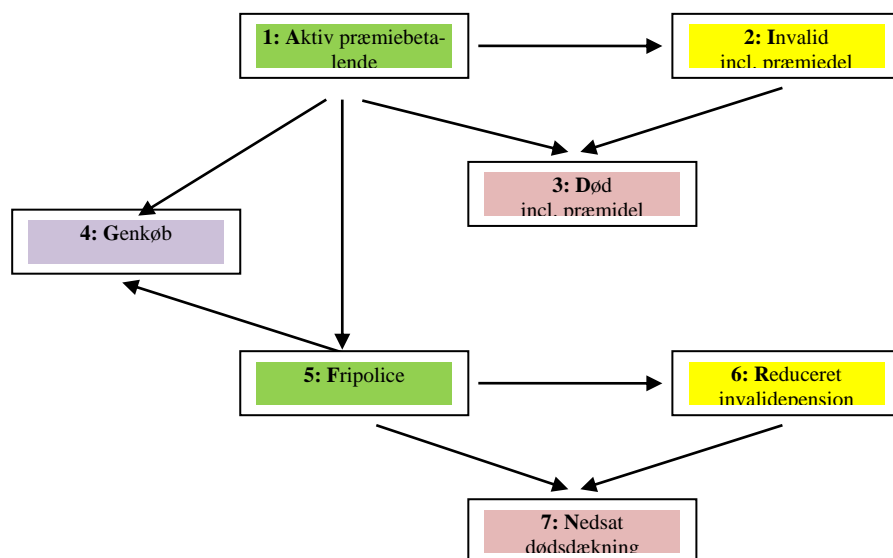 1: Aktiv præmiebeta-
lende
2: Invalid
incl. præmiedel
3: Død
incl. præmidel
4: Genkøb
5: Fripolice
6: Reduceret
invalidepension
7: Nedsat
dødsdækning